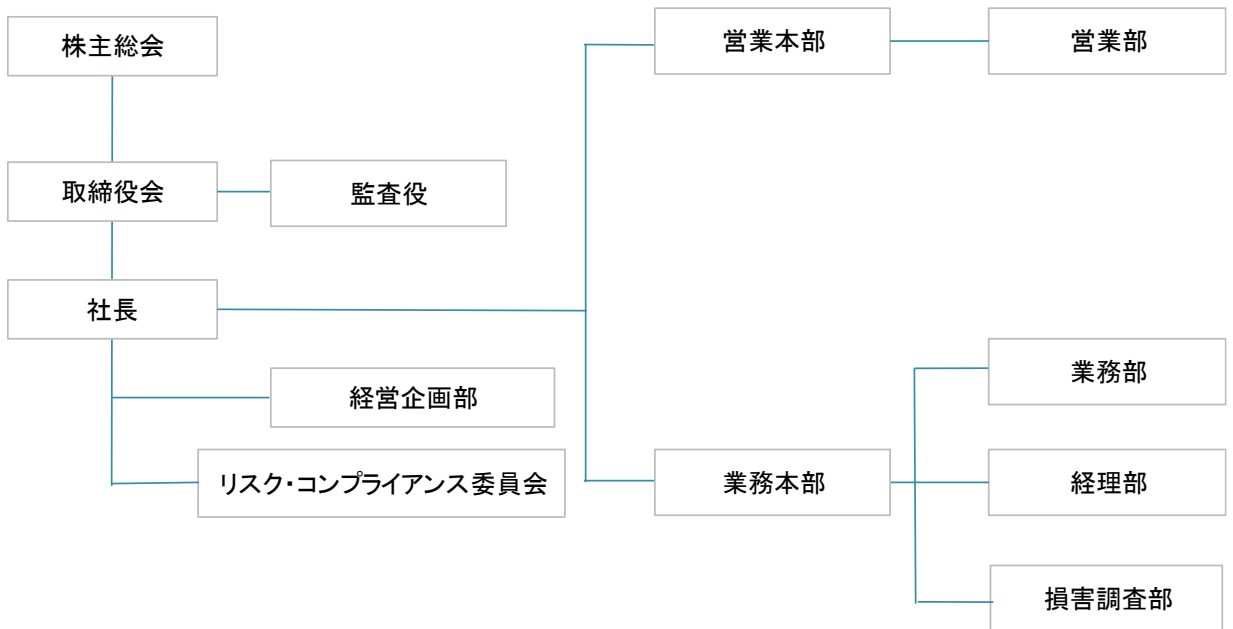 株主総会
営業本部
営業部
取締役会
監査役
社長
業務部
経営企画部
リスク・コンプライアンス委員会
業務本部
経理部
損害調査部